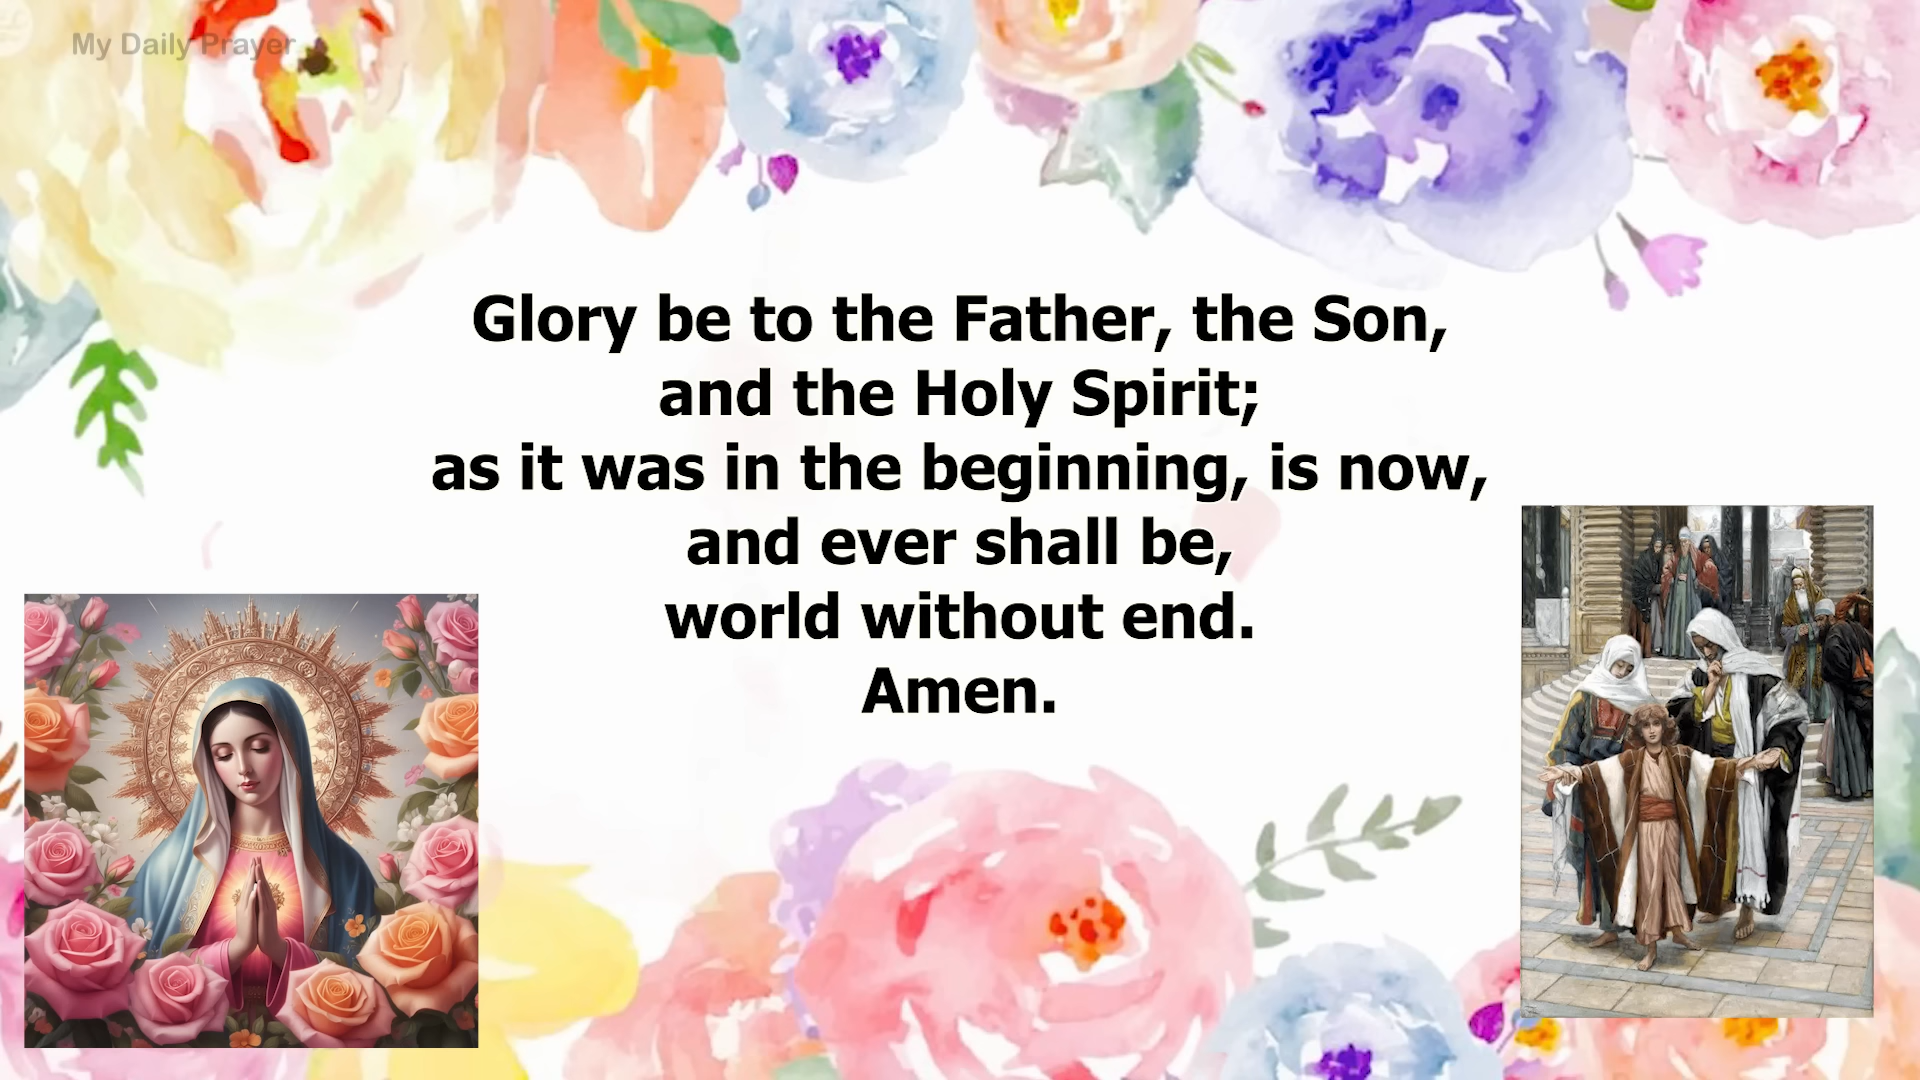 My Daily Prayer
Glory be to the Father, the Son,
and the Holy Spirit;
as it was in the beginning, is now,
and ever shall be,
world without end.
Amen.